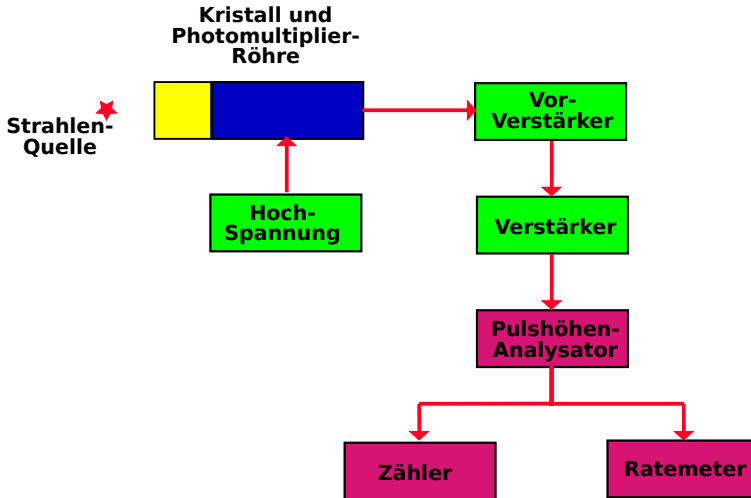 Kristall und
Photomultiplier-
Röhre
Strahlen-
Quelle
Vor-
Verstärker
Hoch-
Spannung
Verstärker
Pulshöhen-
Analysator
Zähler
Ratemeter